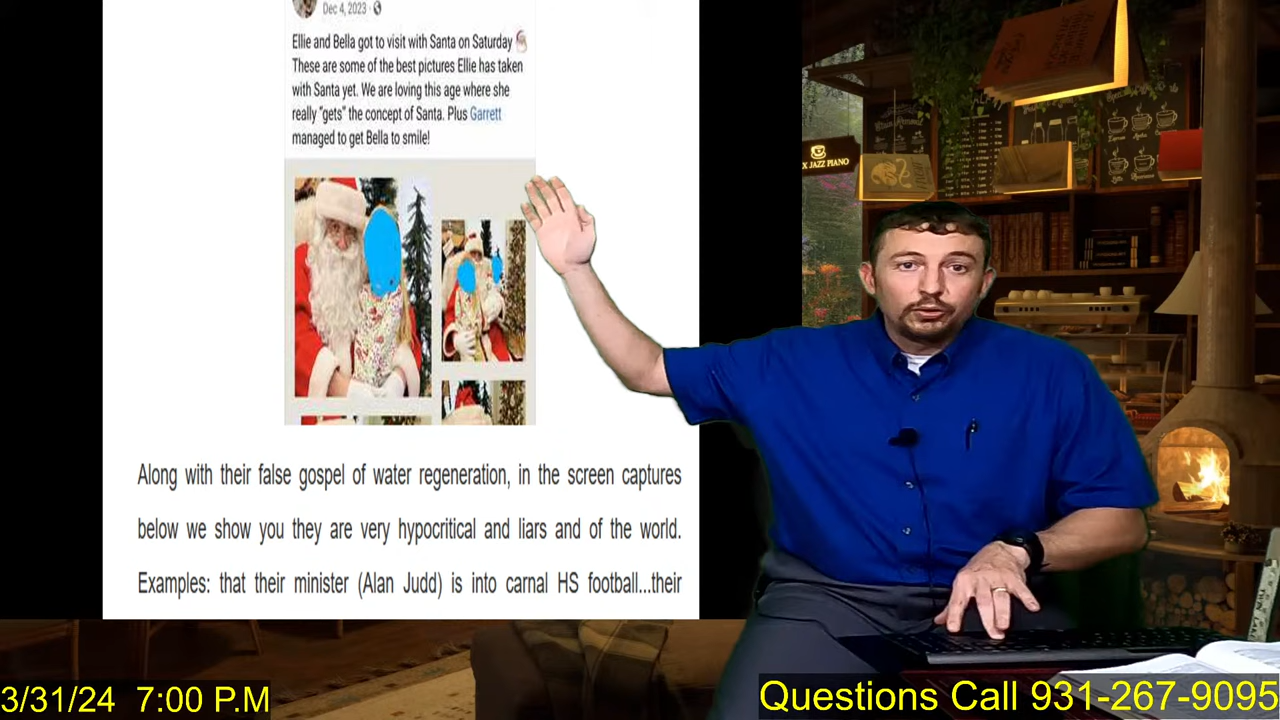 Dec 4, 2023
Ellie and Bella got to visit with Santa on Saturday
These are some of the best pictures Ellie has taken
with Santa yet. We are loving this age where she
really "gets" the concept of Santa. Plus Garrett
managed to get Bella to smile!
X JAZZ PIANO
Along with their false gospel of water regeneration, in the screen captures
below we show you they are very hypocritical and liars and of the world.
Examples: that their minister (Alan Judd) is into carnal HS football...their
3/31/24 7:00 P.M
Questions Call 931-267-9095